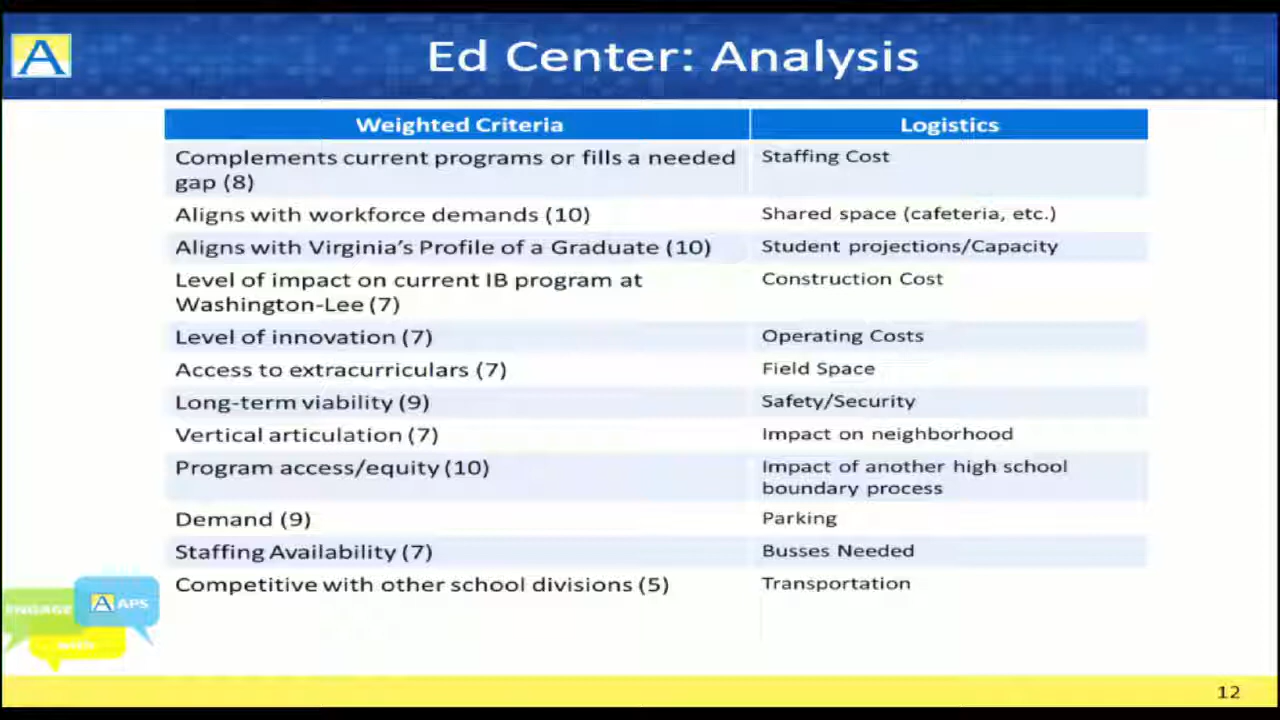 A
Ed Center: Analysis
Weighted Criteria
Logistics
Complements current programs or fills a needed
gap (8)
Staffing Cost
Aligns with workforce demands (10)
Shared space (cafeteria, etc.)
Aligns with Virginia's Profile of a Graduate (10)
Student projections/Capacity
Level of impact on current IB program at
Washington-Lee (7)
Construction Cost
Level of innovation (7)
Operating Costs
Access to extracurriculars (7)
Field Space
Long-term viability (9)
Safety/Security
Vertical articulation (7)
Impact on neighborhood
Program access/equity (10)
Impact of another high school
boundary process
Demand (9)
Parking
Staffing Availability (7)
Busses Needed
Competitive with other school divisions (5)
Transportation
ENGAGE
A APS
with
12